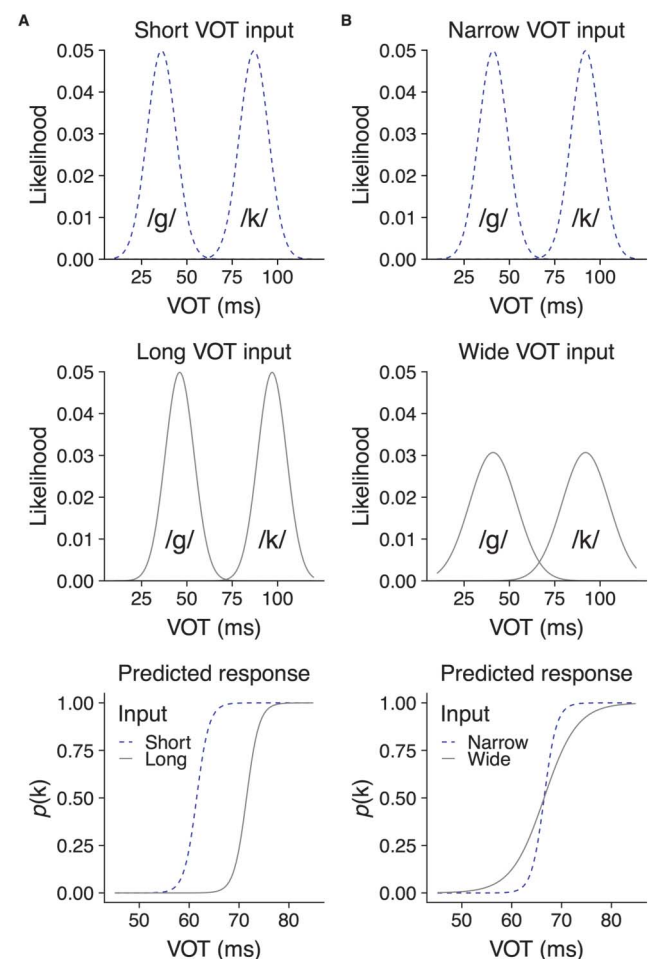 A
Short VOT input
Likelihood
0.05
0.04
0.03
0.02
0.01
0.00
/g/ /k/
25 50 75 100
VOT (ms)
B
Narrow VOT input
Likelihood
0.05
0.04
0.03
0.02
0.01
0.00
/g/ /k/
25 50 75 100
VOT (ms)
Long VOT input
Likelihood
0.05
0.04
0.03
0.02
0.01
0.00
/g/ /k/
25 50 75 100
VOT (ms)
Wide VOT input
Likelihood
0.05
0.04
0.03
0.02
0.01
0.00
/g/ /k/
25 50 75 100
VOT (ms)
Predicted response
p(k)
1.00
0.75
0.50
0.25
0.00
Input
Short
Long
50 60 70 80
VOT (ms)
Predicted response
p(k)
1.00
0.75
0.50
0.25
0.00
Input
Narrow
Wide
50 60 70 80
VOT (ms)